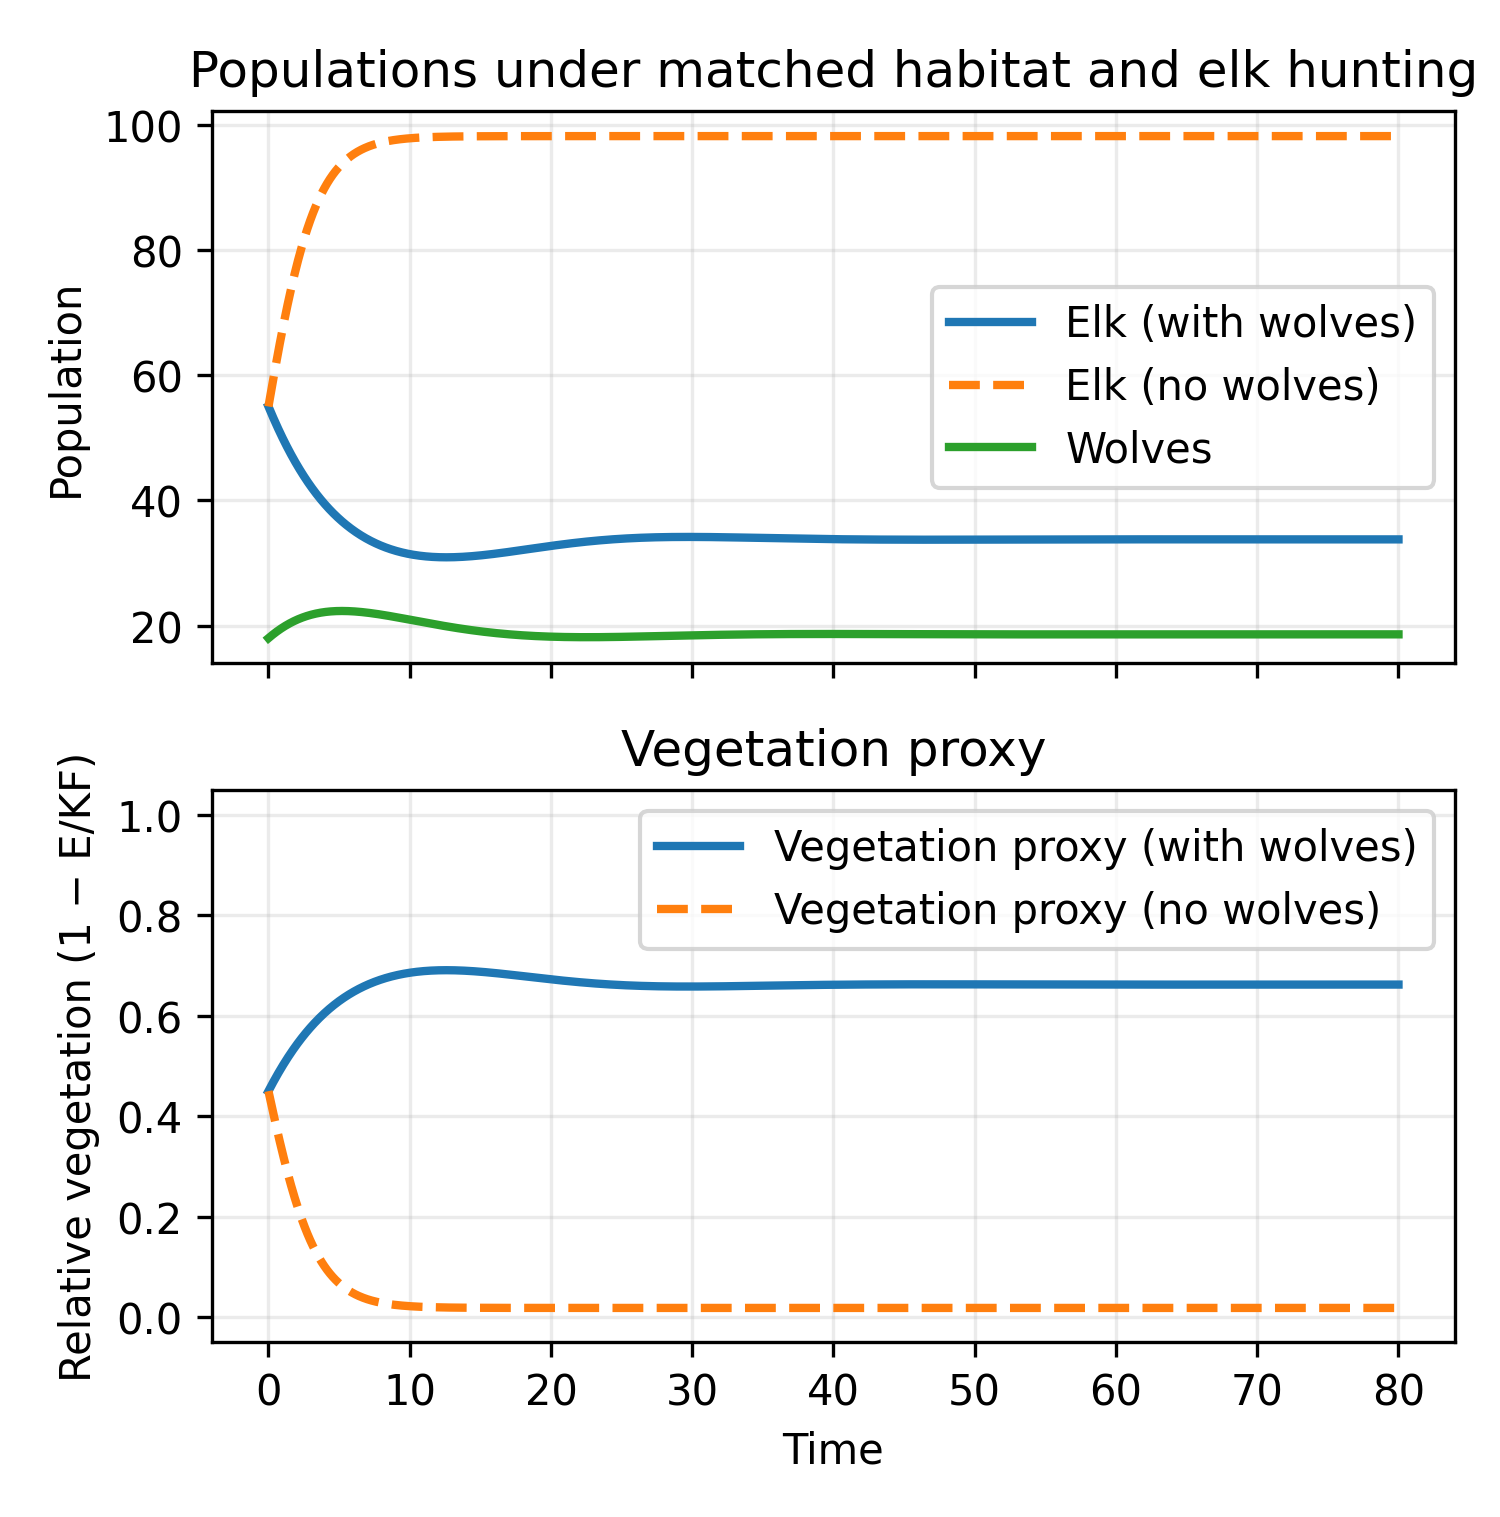 Populations under matched habitat and elk hunting
Population
100
80
60
40
20
Elk (with wolves)
Elk (no wolves)
Wolves
Vegetation proxy
Relative vegetation (1 − E/KF)
1.0
0.8
0.6
0.4
0.2
0.0
Vegetation proxy (with wolves)
Vegetation proxy (no wolves)
0 10 20 30 40 50 60 70 80
Time